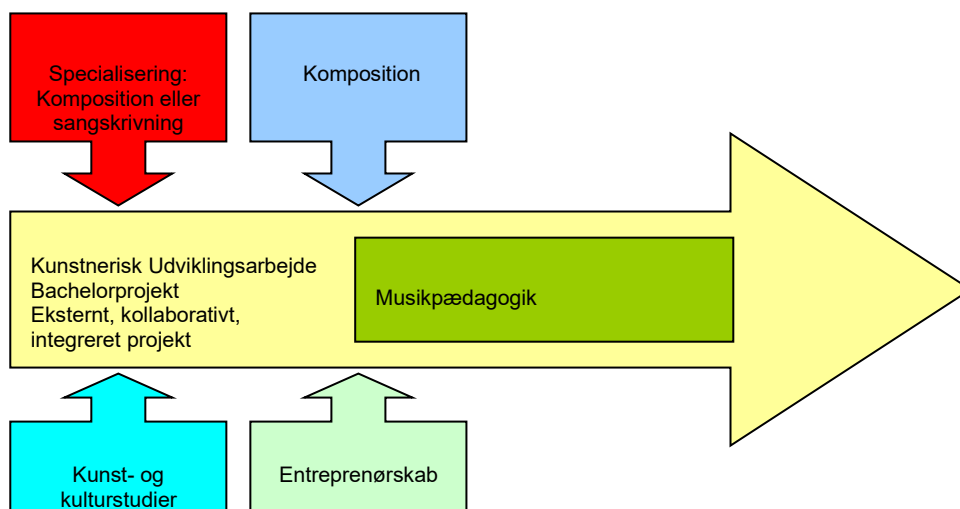 Specialisering:
Komposition eller
sangskrivning
Komposition
Kunstnerisk Udviklingsarbejde
Bachelorprojekt
Eksternt, kollaborativt,
integreret projekt
Musikpædagogik
Kunst- og
kulturstudier
Entreprenørskab